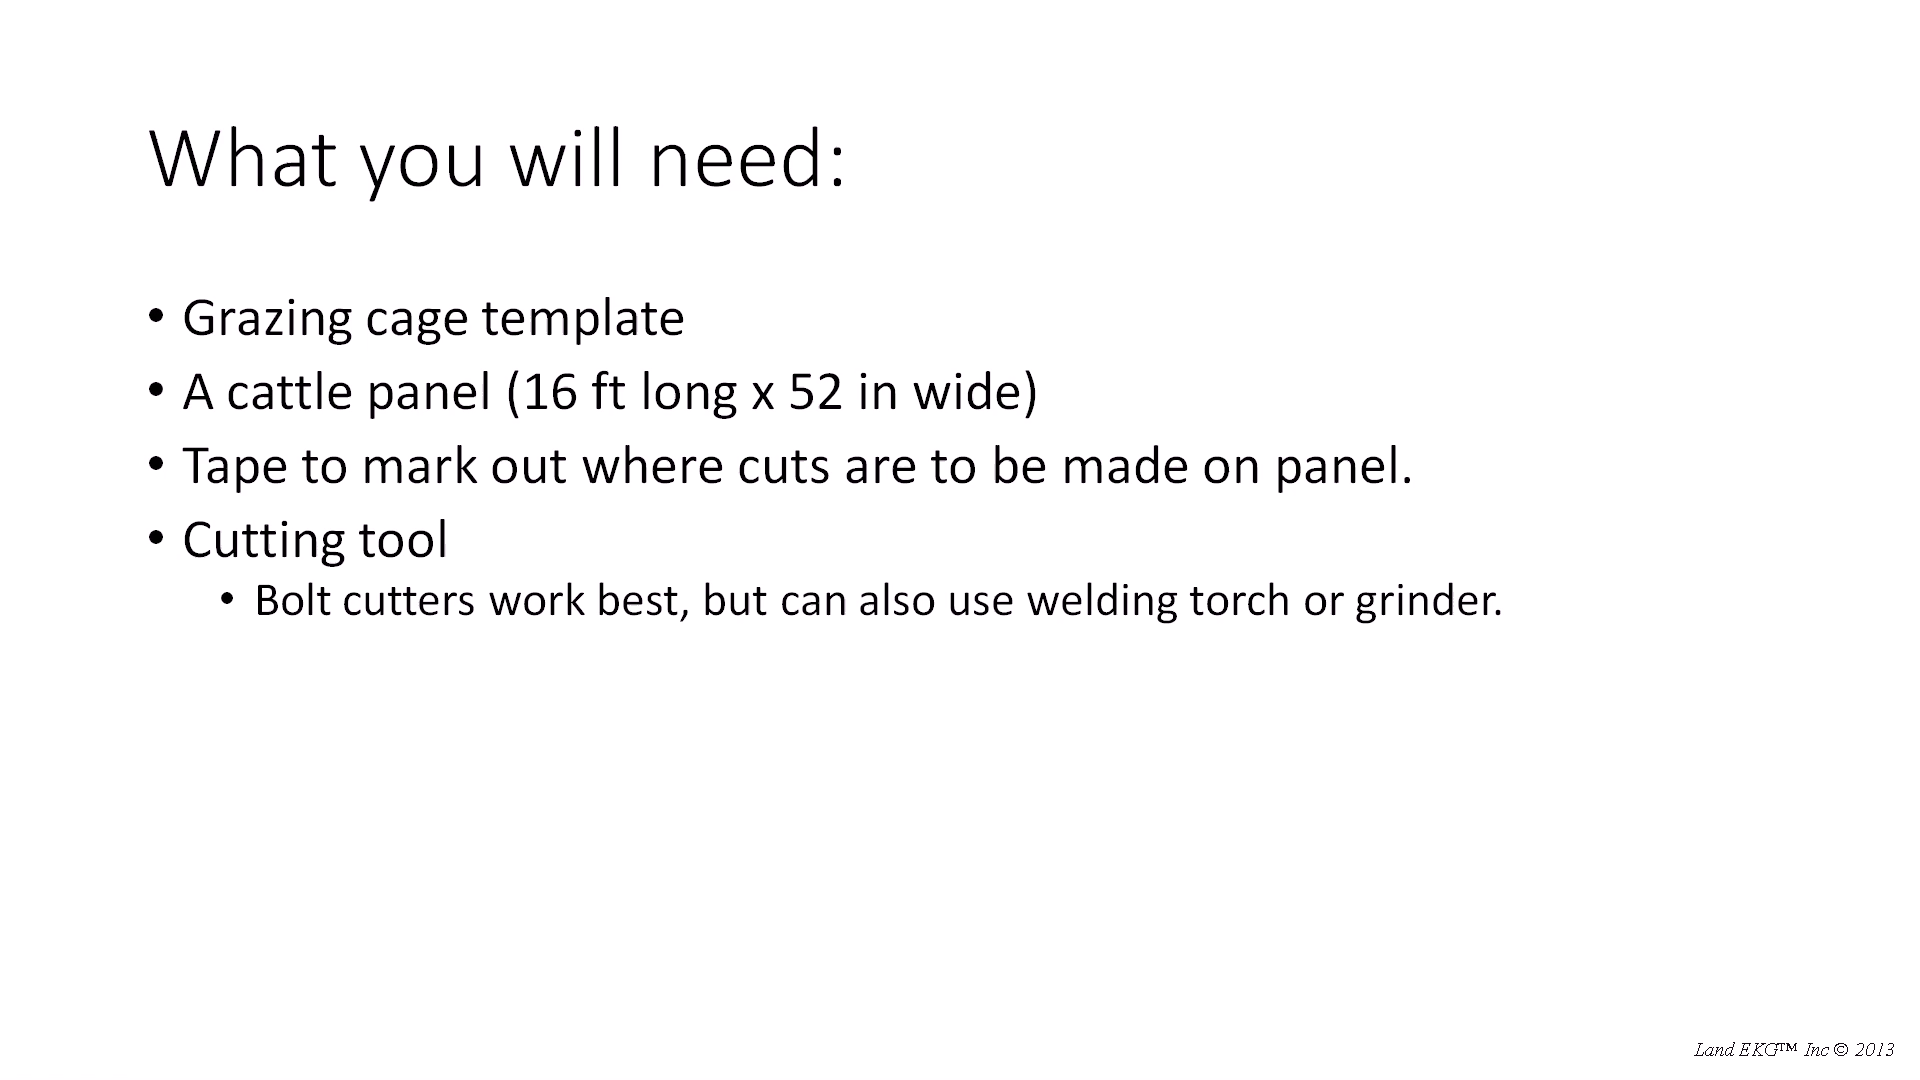 What you will need:
• Grazing cage template
• A cattle panel (16 ft long x 52 in wide)
• Tape to mark out where cuts are to be made on panel.
• Cutting tool
• Bolt cutters work best, but can also use welding torch or grinder.
Land EKG™ Inc © 2013